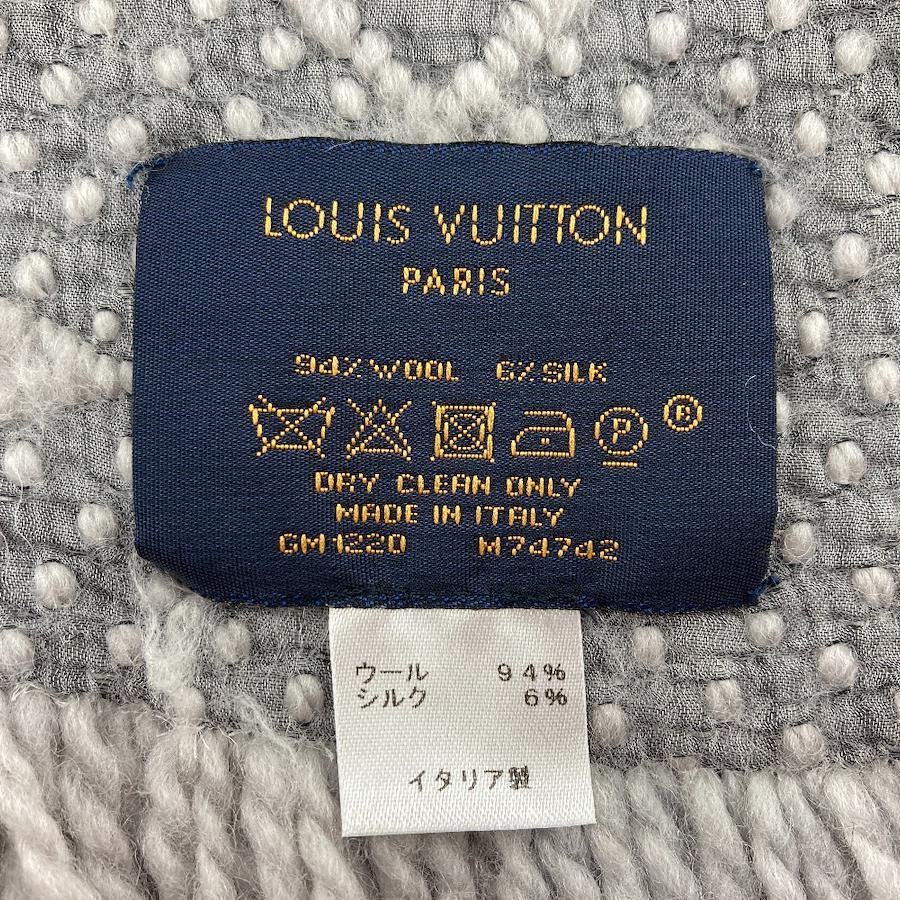 LOUIS VUITTON
PARIS
94% WOOL 6% SILK
P ®
DRY CLEAN ONLY
MADE IN ITALY
GM1220 M74742
ウール 94%
シルク 6%
イタリア製